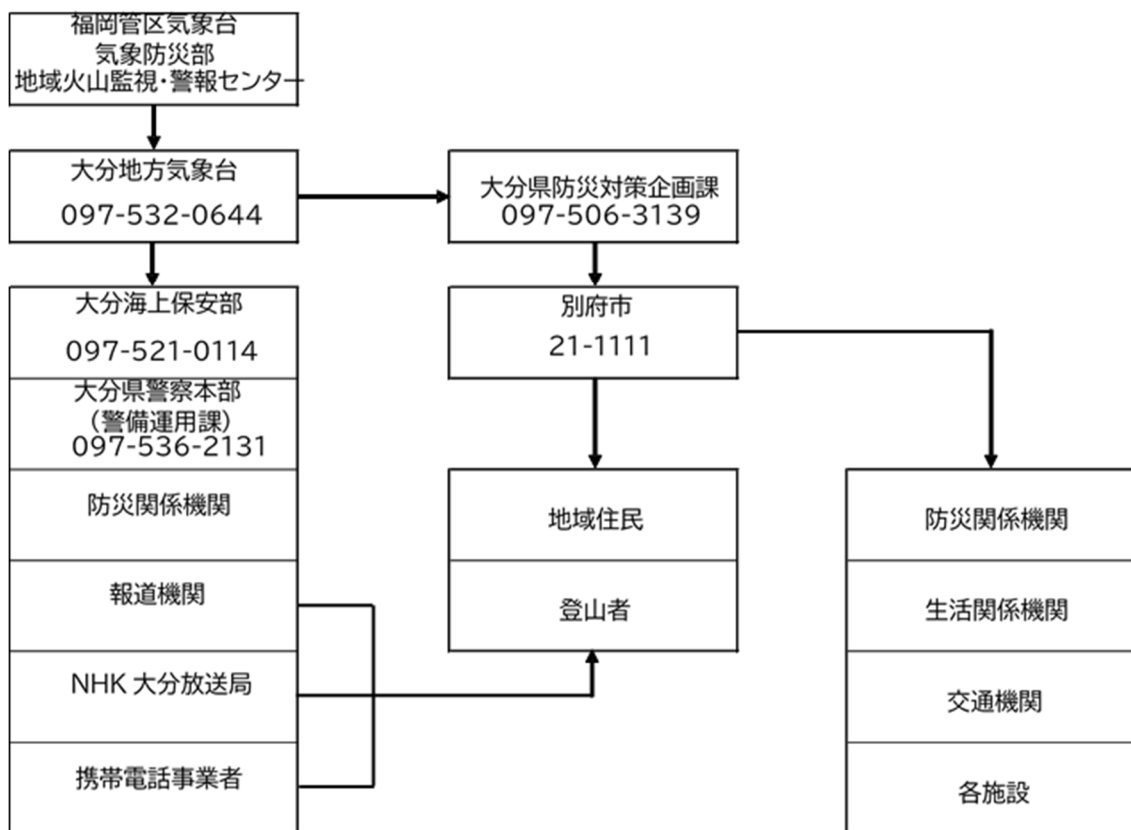 福岡管区気象台
気象防災部
地域火山監視・警報センター
大分地方気象台
097-532-0644
大分県防災対策企画課
097-506-3139
大分海上保安部
097-521-0114
大分県警察本部
（警備運用課）
097-536-2131
防災関係機関
報道機関
NHK 大分放送局
携帯電話事業者
別府市
21-1111
地域住民
登山者
防災関係機関
生活関係機関
交通機関
各施設